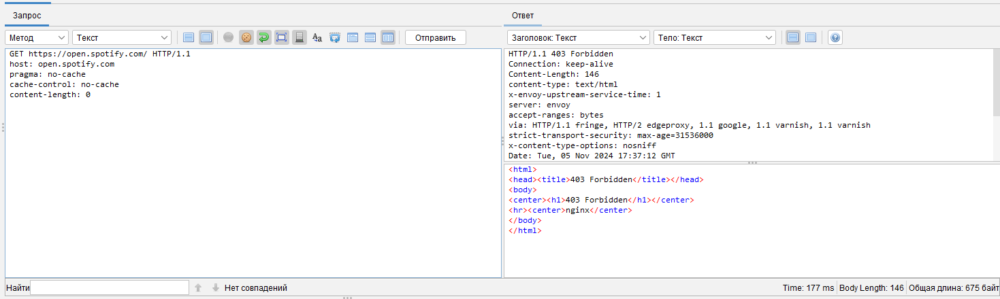 Запрос
Ответ
Метод
Текст
Aa
Отправить
Заголовок: Текст
Тело: Текст
?
GET https://open.spotify.com/ HTTP/1.1
host: open.spotify.com
pragma: no-cache
cache-control: no-cache
content-length: 0
HTTP/1.1 403 Forbidden
Connection: keep-alive
Content-Length: 146
content-type: text/html
x-envoy-upstream-service-time: 1
server: envoy
accept-ranges: bytes
via: HTTP/1.1 fringe, HTTP/2 edgeproxy, 1.1 google, 1.1 varnish, 1.1 varnish
strict-transport-security: max-age=31536000
x-content-type-options: nosniff
Date: Tue, 05 Nov 2024 17:37:12 GMT
<html>
<head><title>403 Forbidden</title></head>
<body>
<center><h1>403 Forbidden</h1></center>
<hr><center>nginx</center>
</body>
</html>
Найти
Нет совпадений
Time: 177 ms
Body Length: 146
Общая длина: 675 байт